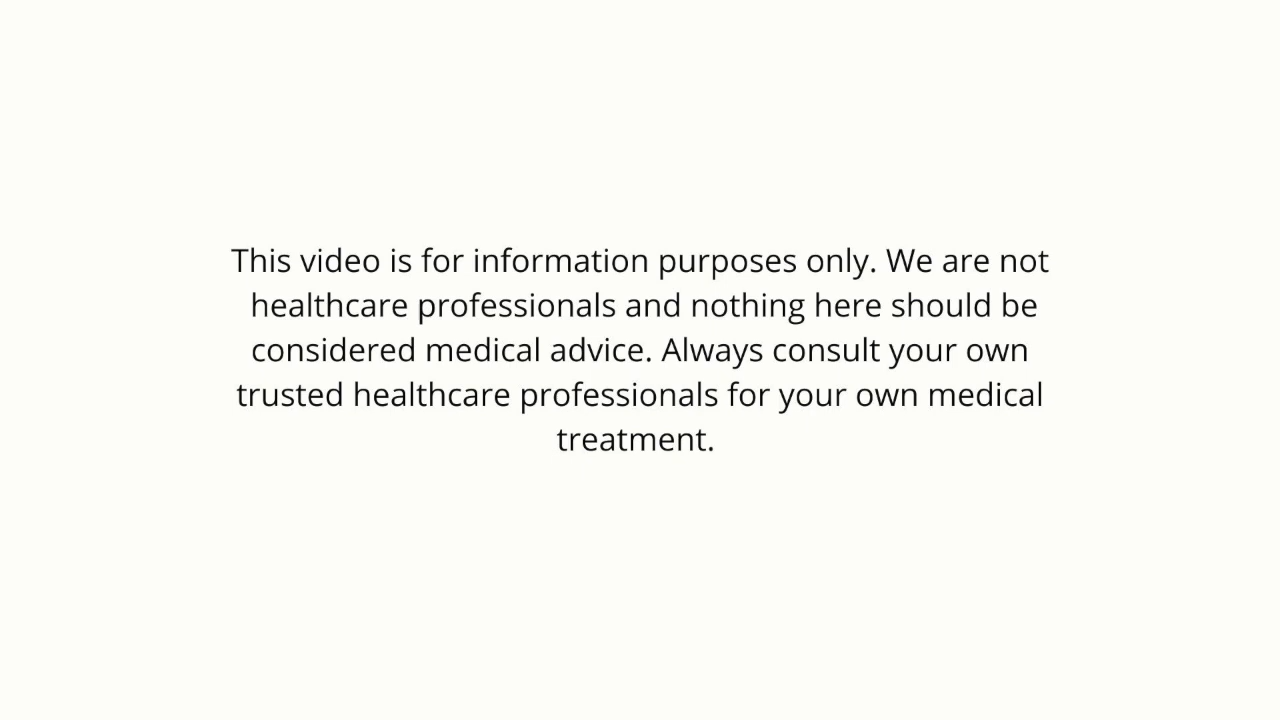 This video is for information purposes only. We are not
healthcare professionals and nothing here should be
considered medical advice. Always consult your own
trusted healthcare professionals for your own medical
treatment.